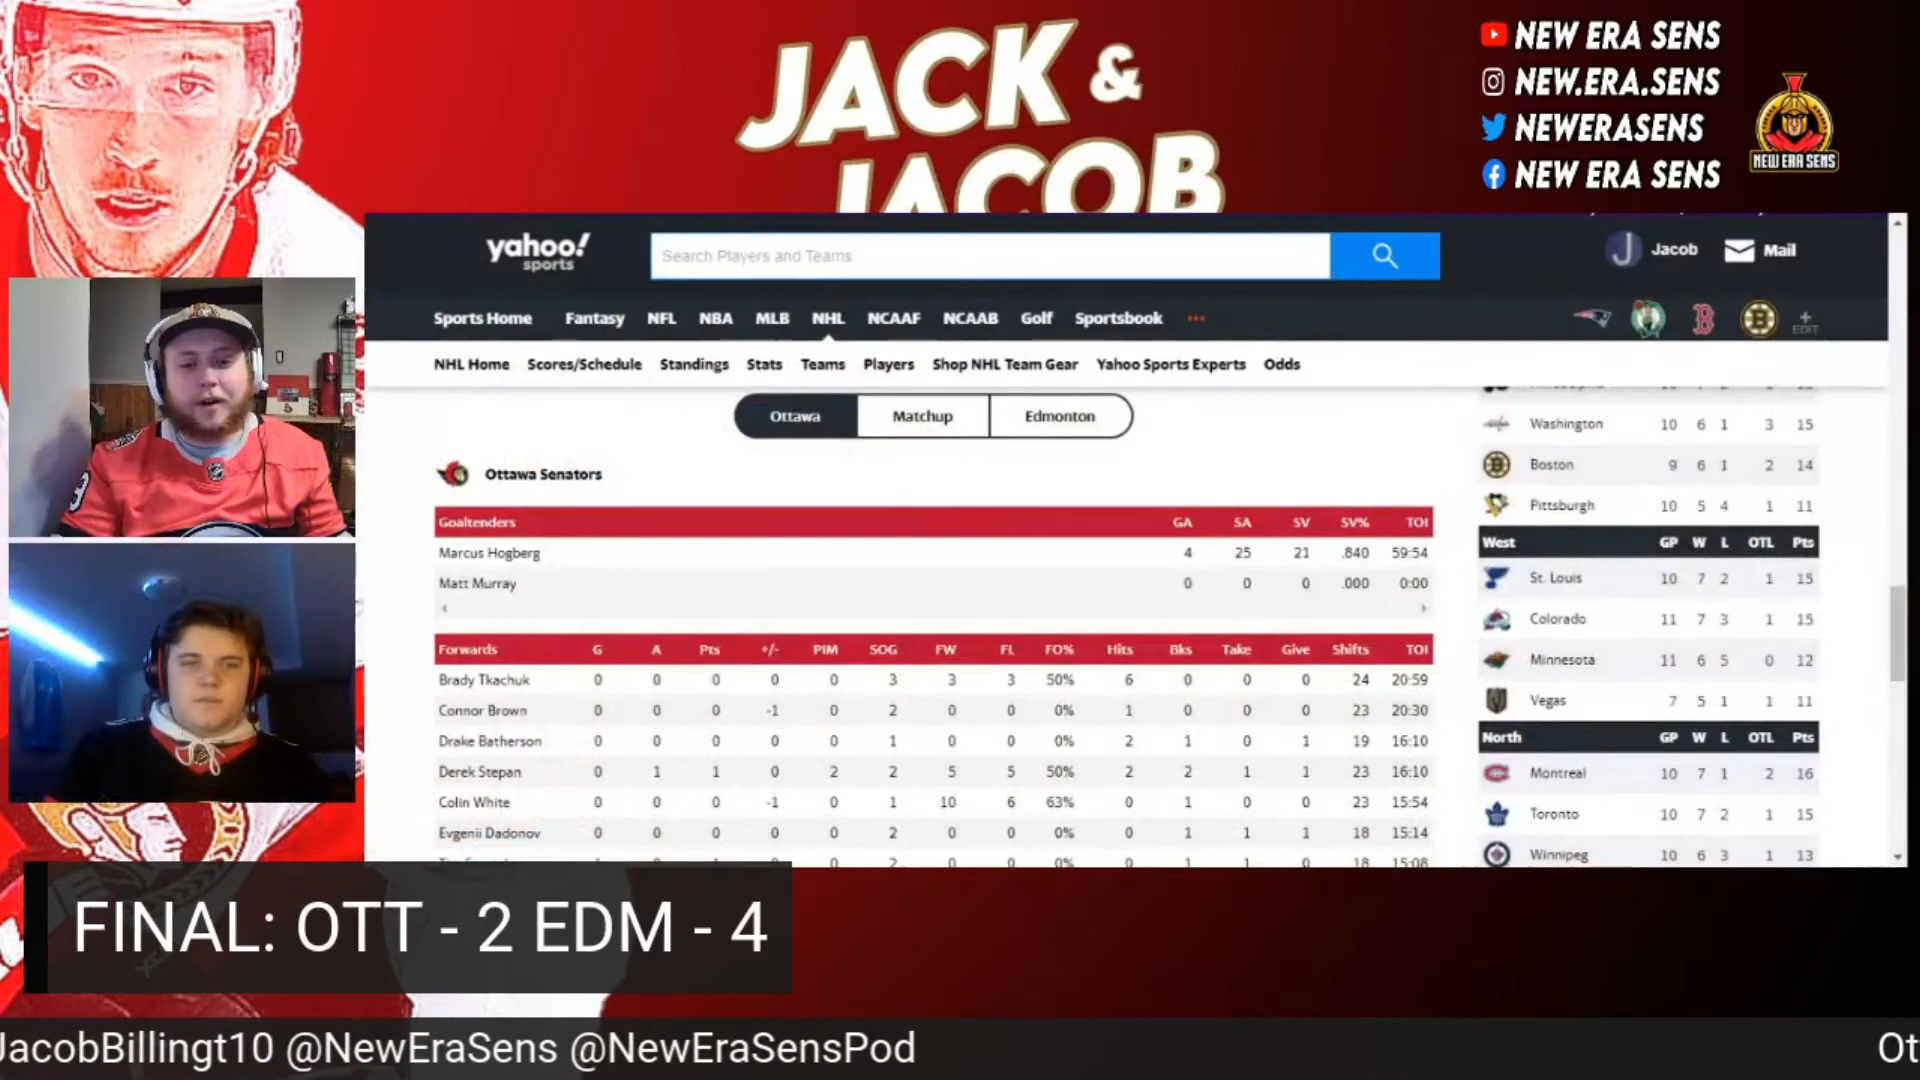 JACK &
JACOB
NEW ERA SENS
NEW.ERA.SENS
NEWERASENS
NEW ERA SENS
NEW ERA SENS
yahoo!
sports
Search Players and Teams
J Jacob Mail
Sports Home Fantasy NFL NBA MLB NHL NCAAF NCAAB Golf Sportsbook ...
B B + EDIT
NHL Home Scores/Schedule Standings Stats Teams Players Shop NHL Team Gear Yahoo Sports Experts Odds
Ottawa Matchup Edmonton
Ottawa Senators
Goaltenders GA SA SV SV% TOI
Marcus Hogberg 4 25 21 .840 59:54
Matt Murray 0 0 0 .000 0:00
Forwards G A Pts +/- PIM SOG FW FL FO% Hits Bks Take Give Shifts TOI
Brady Tkachuk 0 0 0 0 0 3 3 3 50% 6 0 0 0 24 20:59
Connor Brown 0 0 0 -1 0 2 0 0 0% 1 0 0 0 23 20:30
Drake Batherson 0 0 0 0 0 1 0 0 0% 2 1 0 1 19 16:10
Derek Stepan 0 1 1 0 2 2 5 5 50% 2 2 1 1 23 16:10
Colin White 0 0 0 -1 0 1 10 6 63% 0 1 0 0 23 15:54
Evgenii Dadonov 0 0 0 0 0 2 0 0 0% 0 1 1 1 18 15:14
0 2 0 0 0% 0 1 1 0 18 15:08
Washington 10 6 1 3 15
Boston 9 6 1 2 14
Pittsburgh 10 5 4 1 11
West GP W L OTL Pts
St. Louis 10 7 2 1 15
Colorado 11 7 3 1 15
Minnesota 11 6 5 0 12
Vegas 7 5 1 1 11
North GP W L OTL Pts
Montreal 10 7 1 2 16
Toronto 10 7 2 1 15
Winnipeg 10 6 3 1 13
FINAL: OTT - 2 EDM - 4
JacobBillingt10 @NewEraSens @NewEraSensPod
Ot